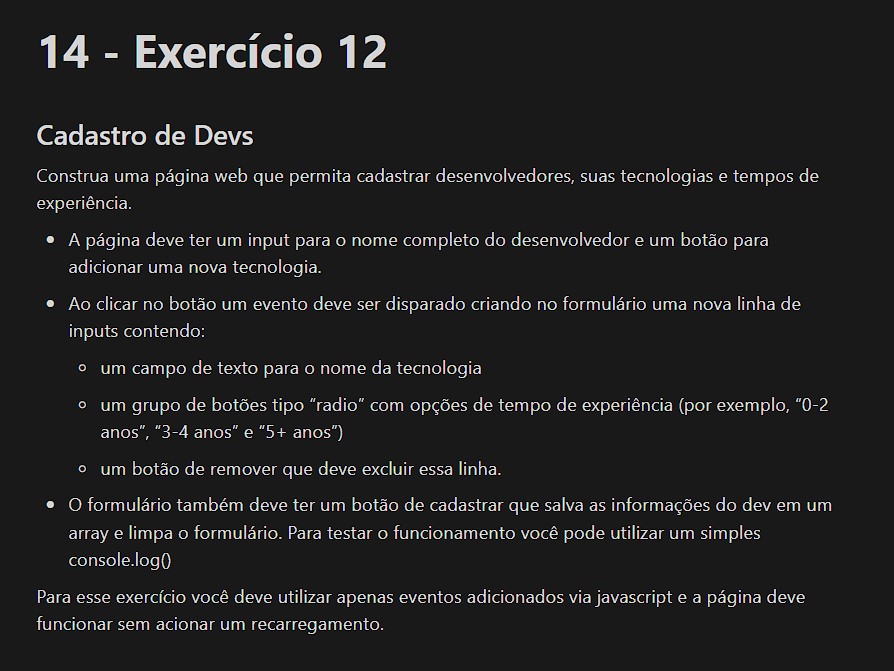 14 - Exercício 12
Cadastro de Devs
Construa uma página web que permita cadastrar desenvolvedores, suas tecnologias e tempos de
experiência.
• A página deve ter um input para o nome completo do desenvolvedor e um botão para
adicionar uma nova tecnologia.
• Ao clicar no botão um evento deve ser disparado criando no formulário uma nova linha de
inputs contendo:
◦ um campo de texto para o nome da tecnologia
◦ um grupo de botões tipo “radio” com opções de tempo de experiência (por exemplo, “0-2
anos”, “3-4 anos” e “5+ anos”)
◦ um botão de remover que deve excluir essa linha.
• O formulário também deve ter um botão de cadastrar que salva as informações do dev em um
array e limpa o formulário. Para testar o funcionamento você pode utilizar um simples
console.log()
Para esse exercício você deve utilizar apenas eventos adicionados via javascript e a página deve
funcionar sem acionar um recarregamento.